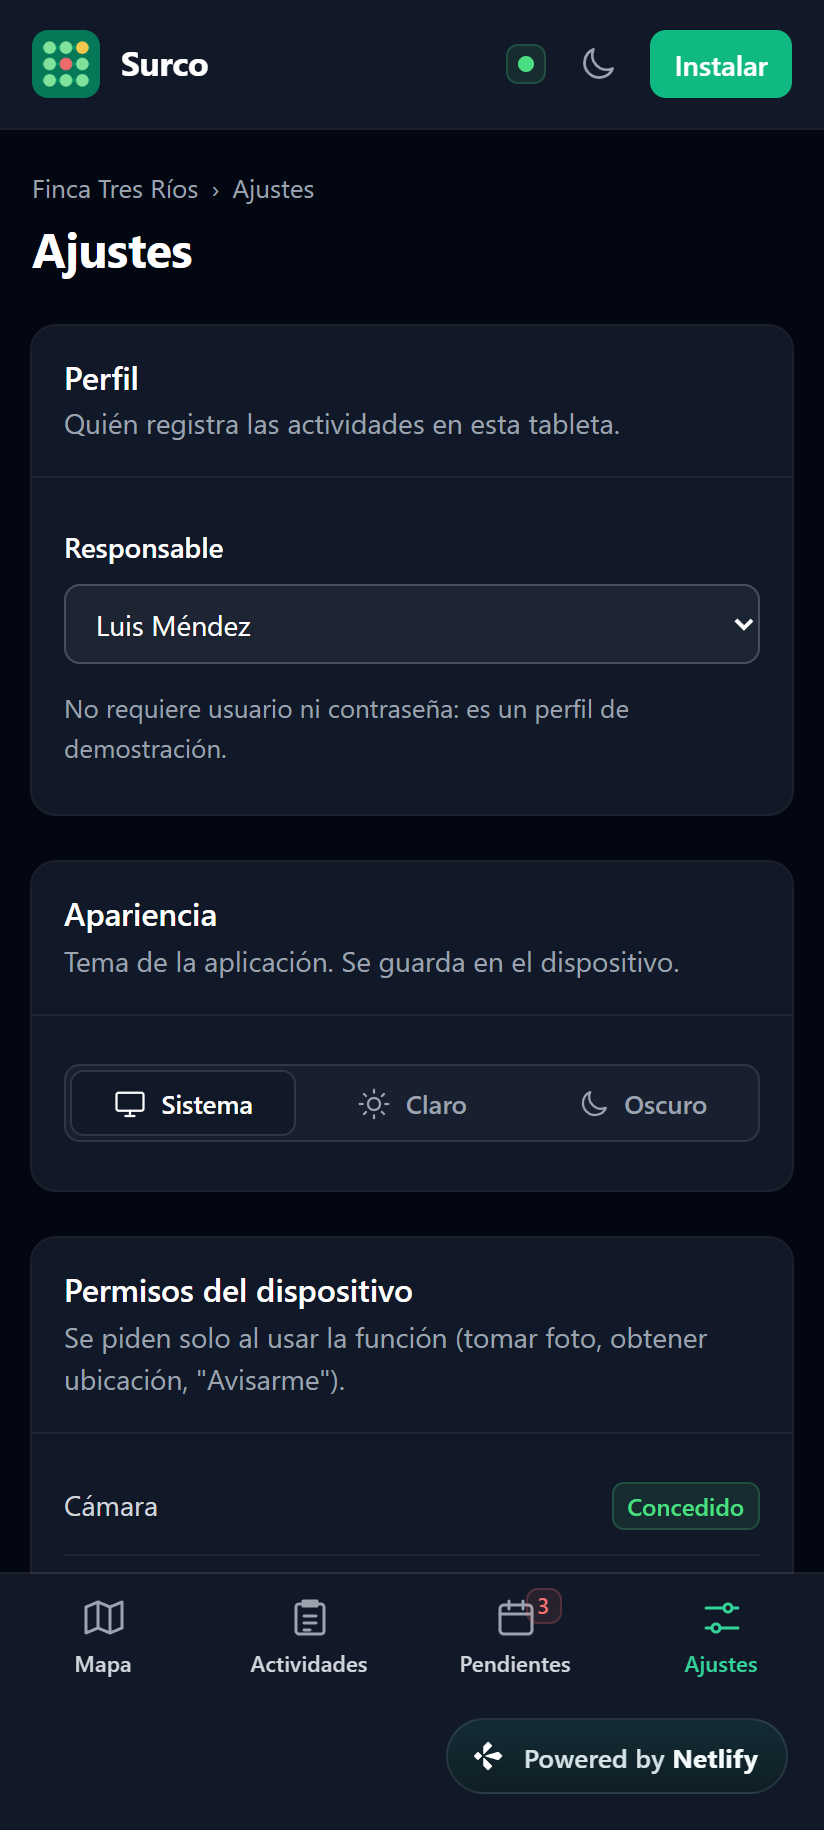 Surco
Instalar
Finca Tres Ríos › Ajustes
Ajustes
Perfil
Quién registra las actividades en esta tableta.
Responsable
Luis Méndez
No requiere usuario ni contraseña: es un perfil de
demostración.
Apariencia
Tema de la aplicación. Se guarda en el dispositivo.
Sistema
Claro
Oscuro
Permisos del dispositivo
Se piden solo al usar la función (tomar foto, obtener
ubicación, "Avisarme").
Cámara
Concedido
3
Mapa
Actividades
Pendientes
Ajustes
Powered by Netlify